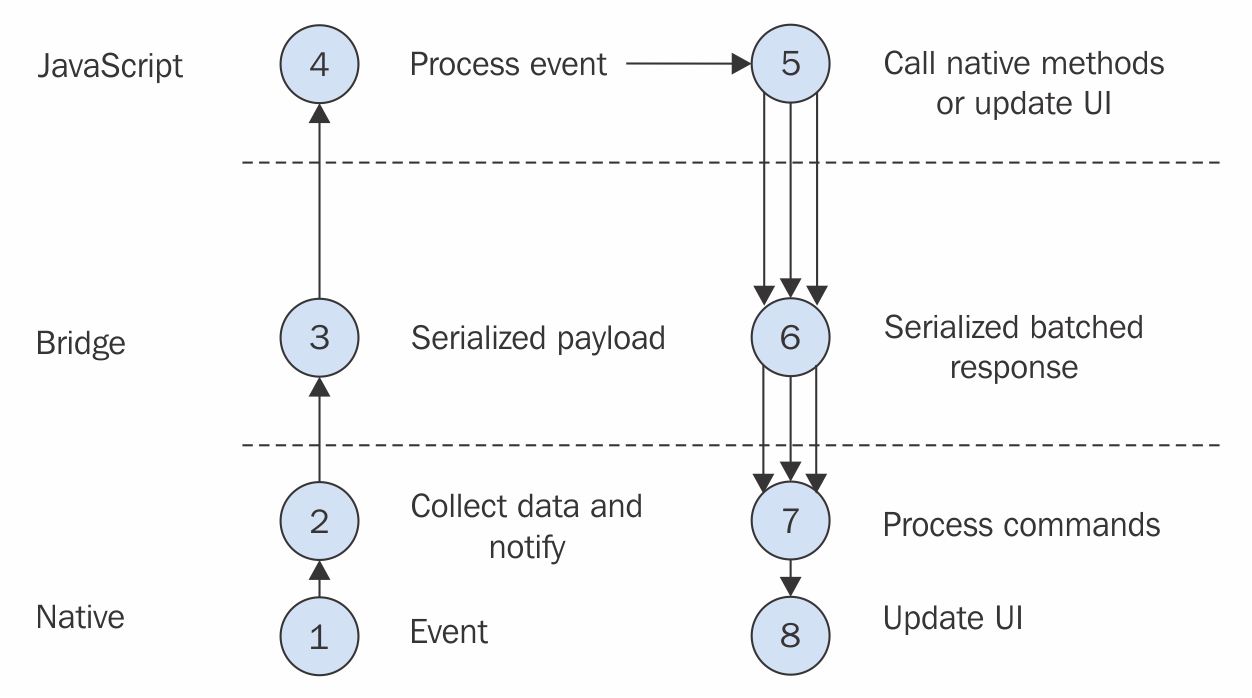 JavaScript
4
Process event
5
Call native methods
or update UI
Bridge
3
Serialized payload
6
Serialized batched
response
2
Collect data and
notify
7
Process commands
Native
1
Event
8
Update UI